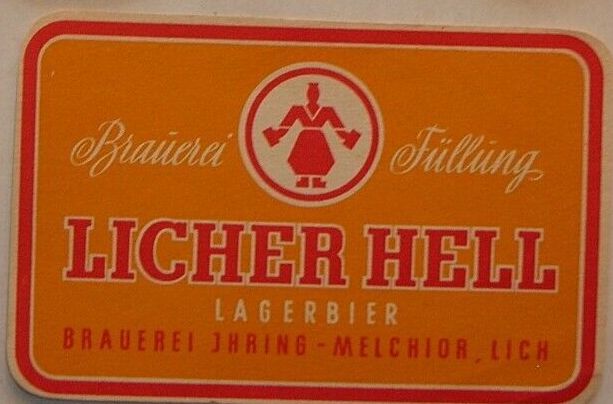 Brauerei Füllung
LICHER HELL
LAGERBIER
BRAUEREI JHRING-MELCHIOR, LICH